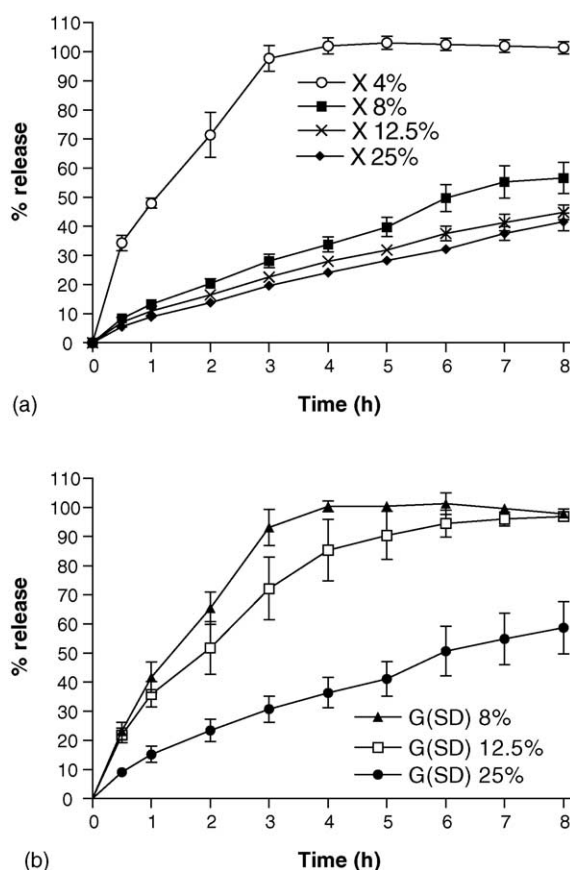 110
100
90
80
70
60
50
40
30
20
10
0
% release
X 4%
X 8%
X 12.5%
X 25%
0 1 2 3 4 5 6 7 8
(a)
Time (h)
110
100
90
80
70
60
50
40
30
20
10
0
% release
G(SD) 8%
G(SD) 12.5%
G(SD) 25%
0 1 2 3 4 5 6 7 8
(b)
Time (h)